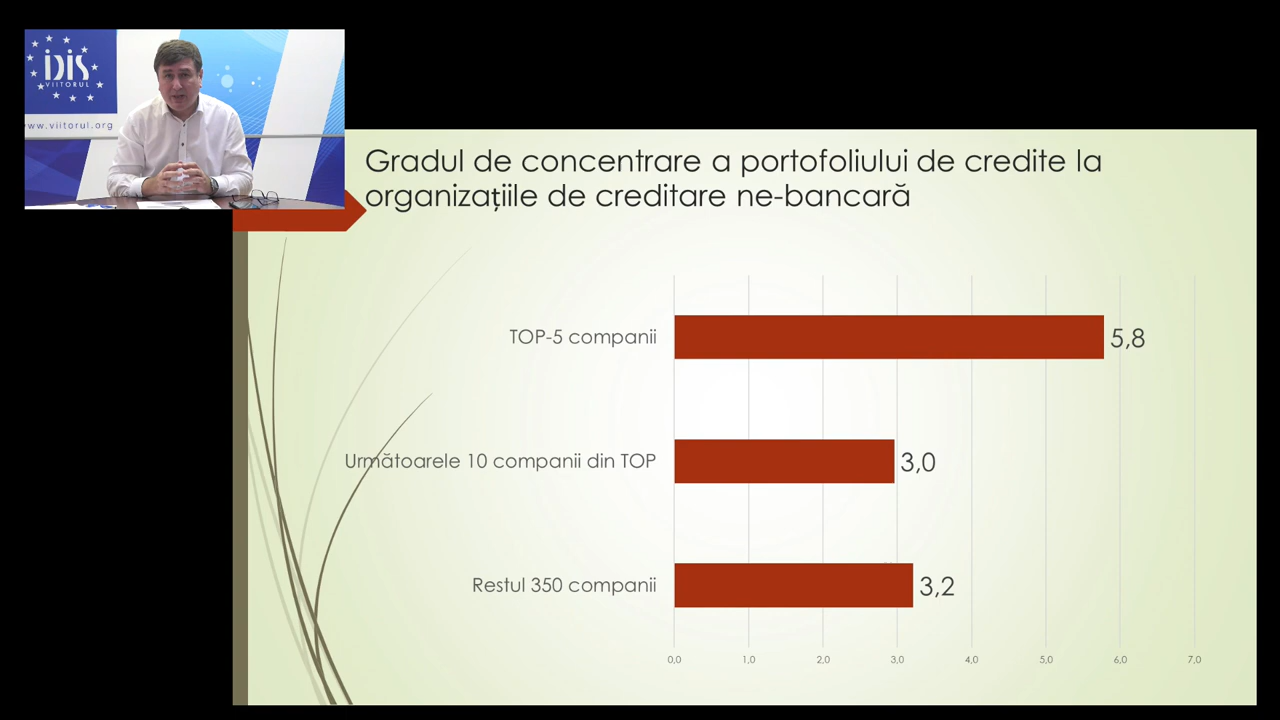 iDiS
VIITORUL
www.viitorul.org
Gradul de concentrare a portofoliului de credite la
organizațiile de creditare ne-bancară
TOP-5 companii
5,8
Următoarele 10 companii din TOP
3,0
Restul 350 companii
3,2
0,0 1,0 2,0 3,0 4,0 5,0 6,0 7,0